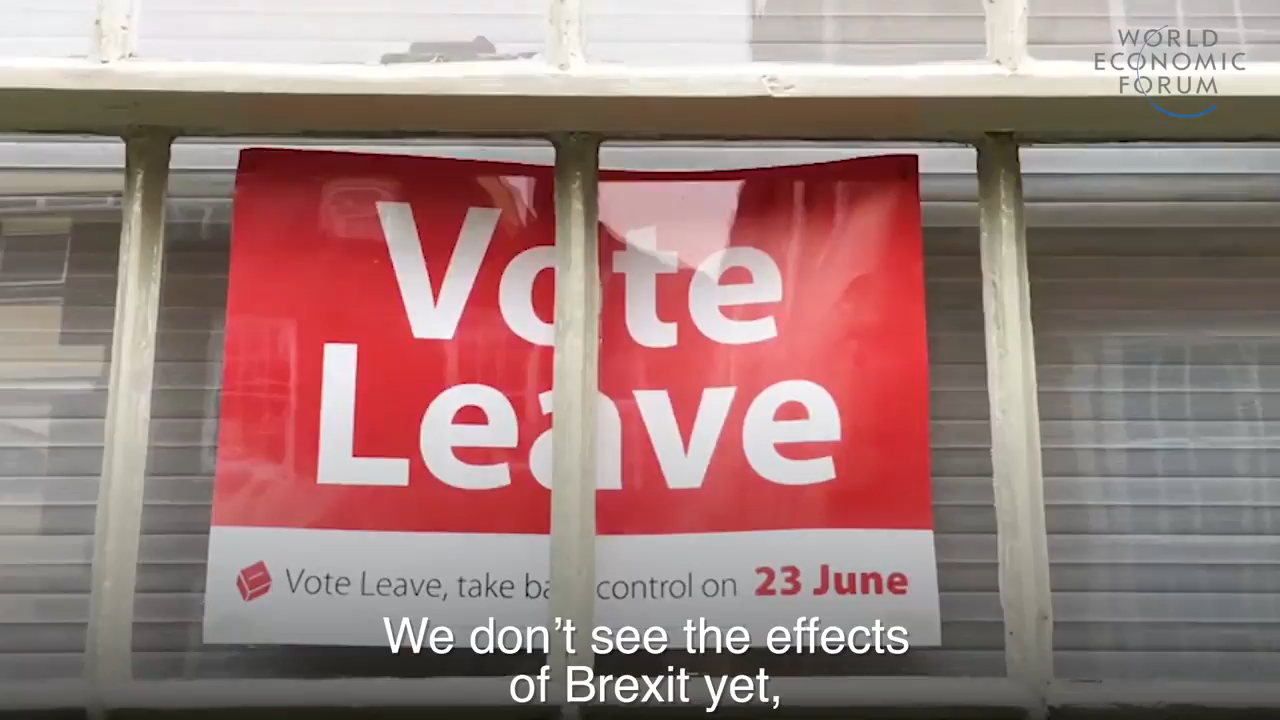 WORLD
ECONOMIC
FORUM
Vote
Leave
Vote Leave, take ba control on 23 June
We don't see the effects
of Brexit yet,